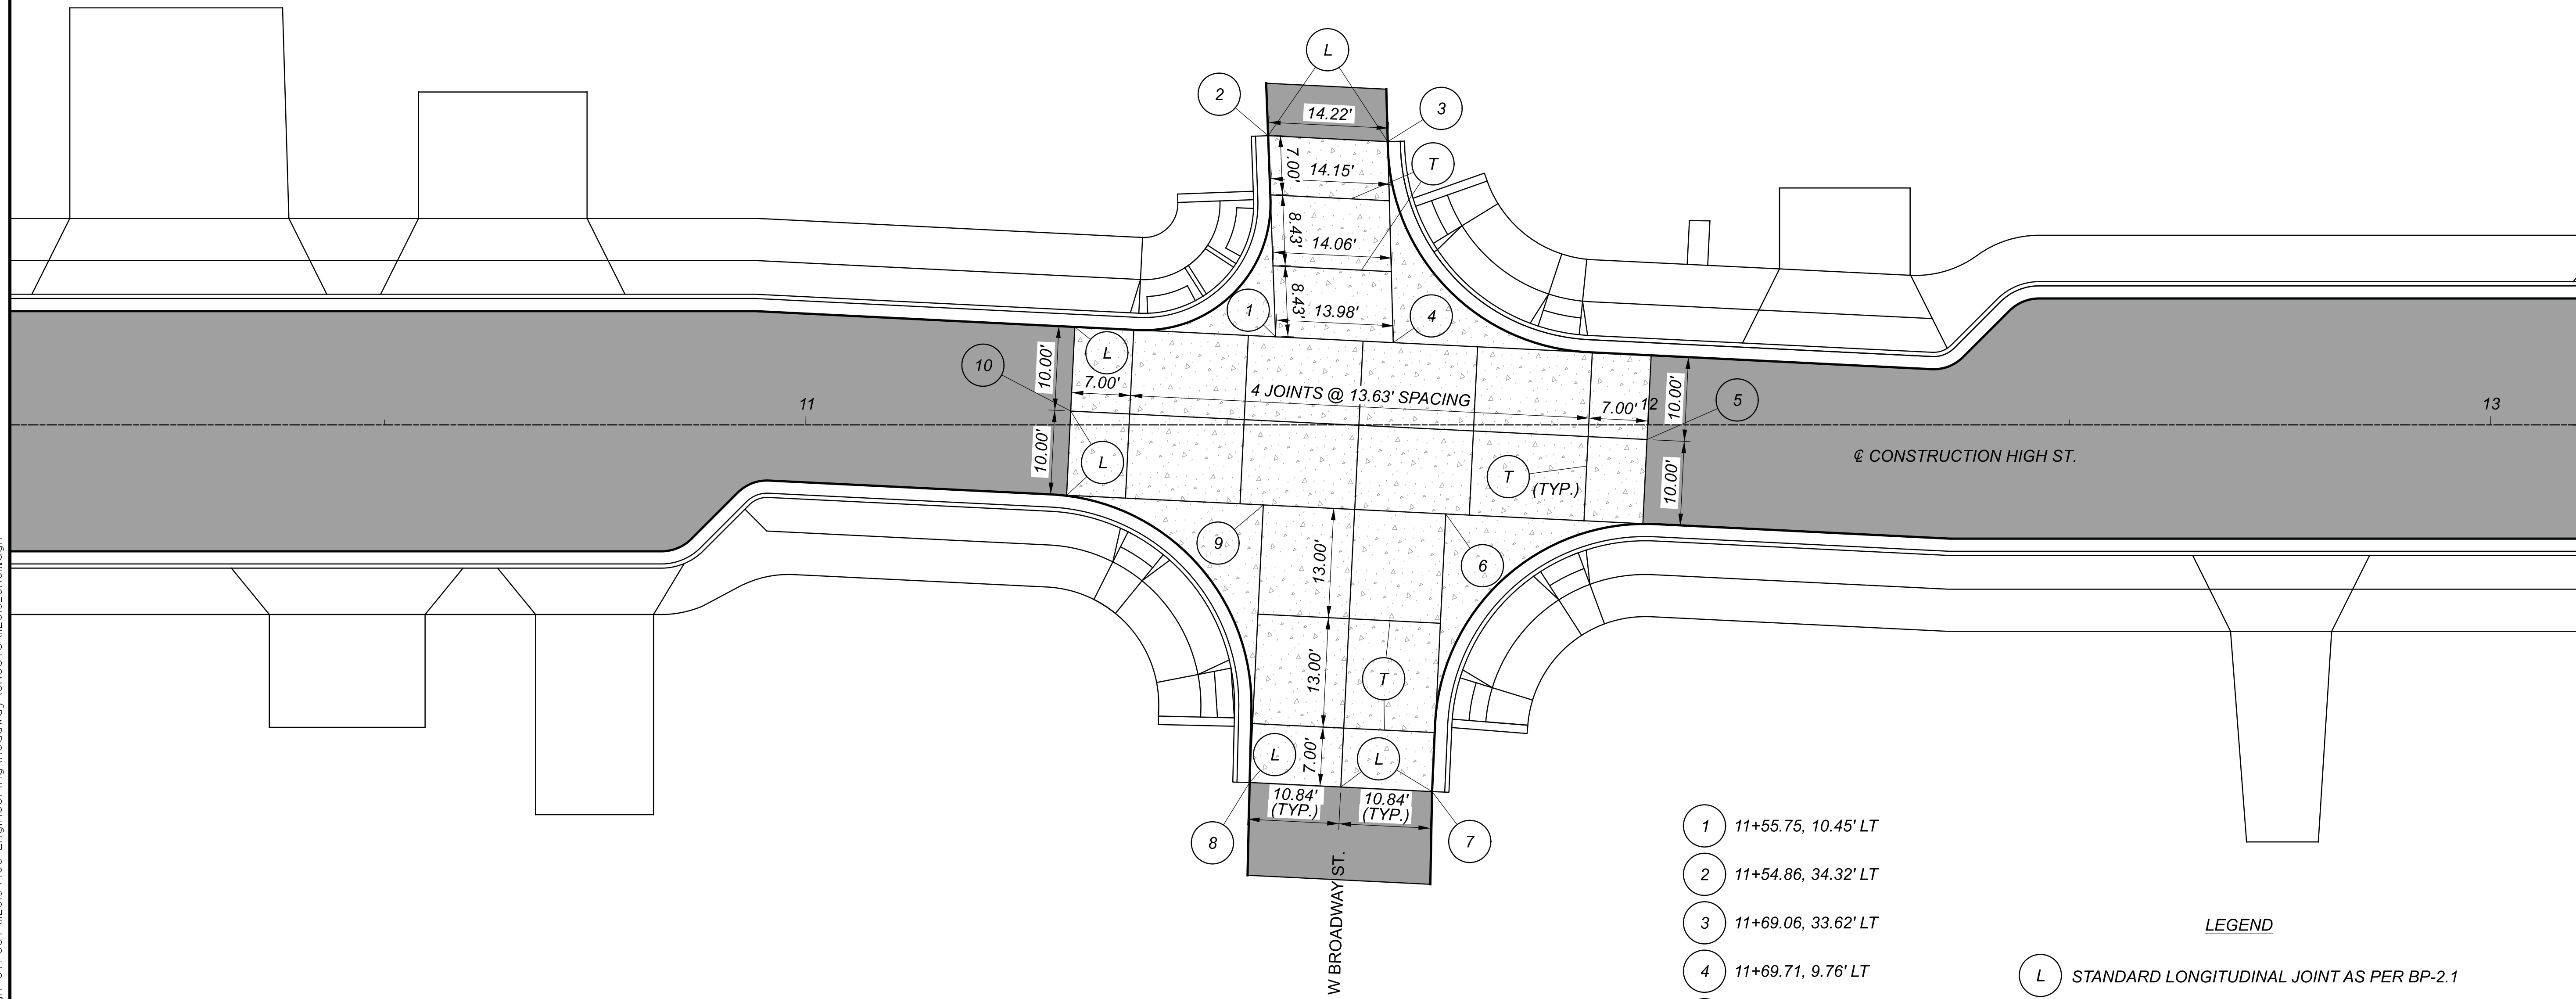 L
2
3
14.22'
T
7.00'
14.15'
8.43'
14.06'
8.43'
13.98'
1
4
10
L
10.00'
7.00'
4 JOINTS @ 13.63' SPACING
7.00'
12
10.00'
5
11
13
10.00'
L
T
(TYP.)
10.00'
℄ CONSTRUCTION HIGH ST.
9
6
13.00'
13.00'
T
L
7.00'
L
10.84'
(TYP.)
10.84'
(TYP.)
8
7
W BROADWAY ST.
1 11+55.75, 10.45' LT
2 11+54.86, 34.32' LT
3 11+69.06, 33.62' LT
4 11+69.71, 9.76' LT
LEGEND
L STANDARD LONGITUDINAL JOINT AS PER BP-2.1